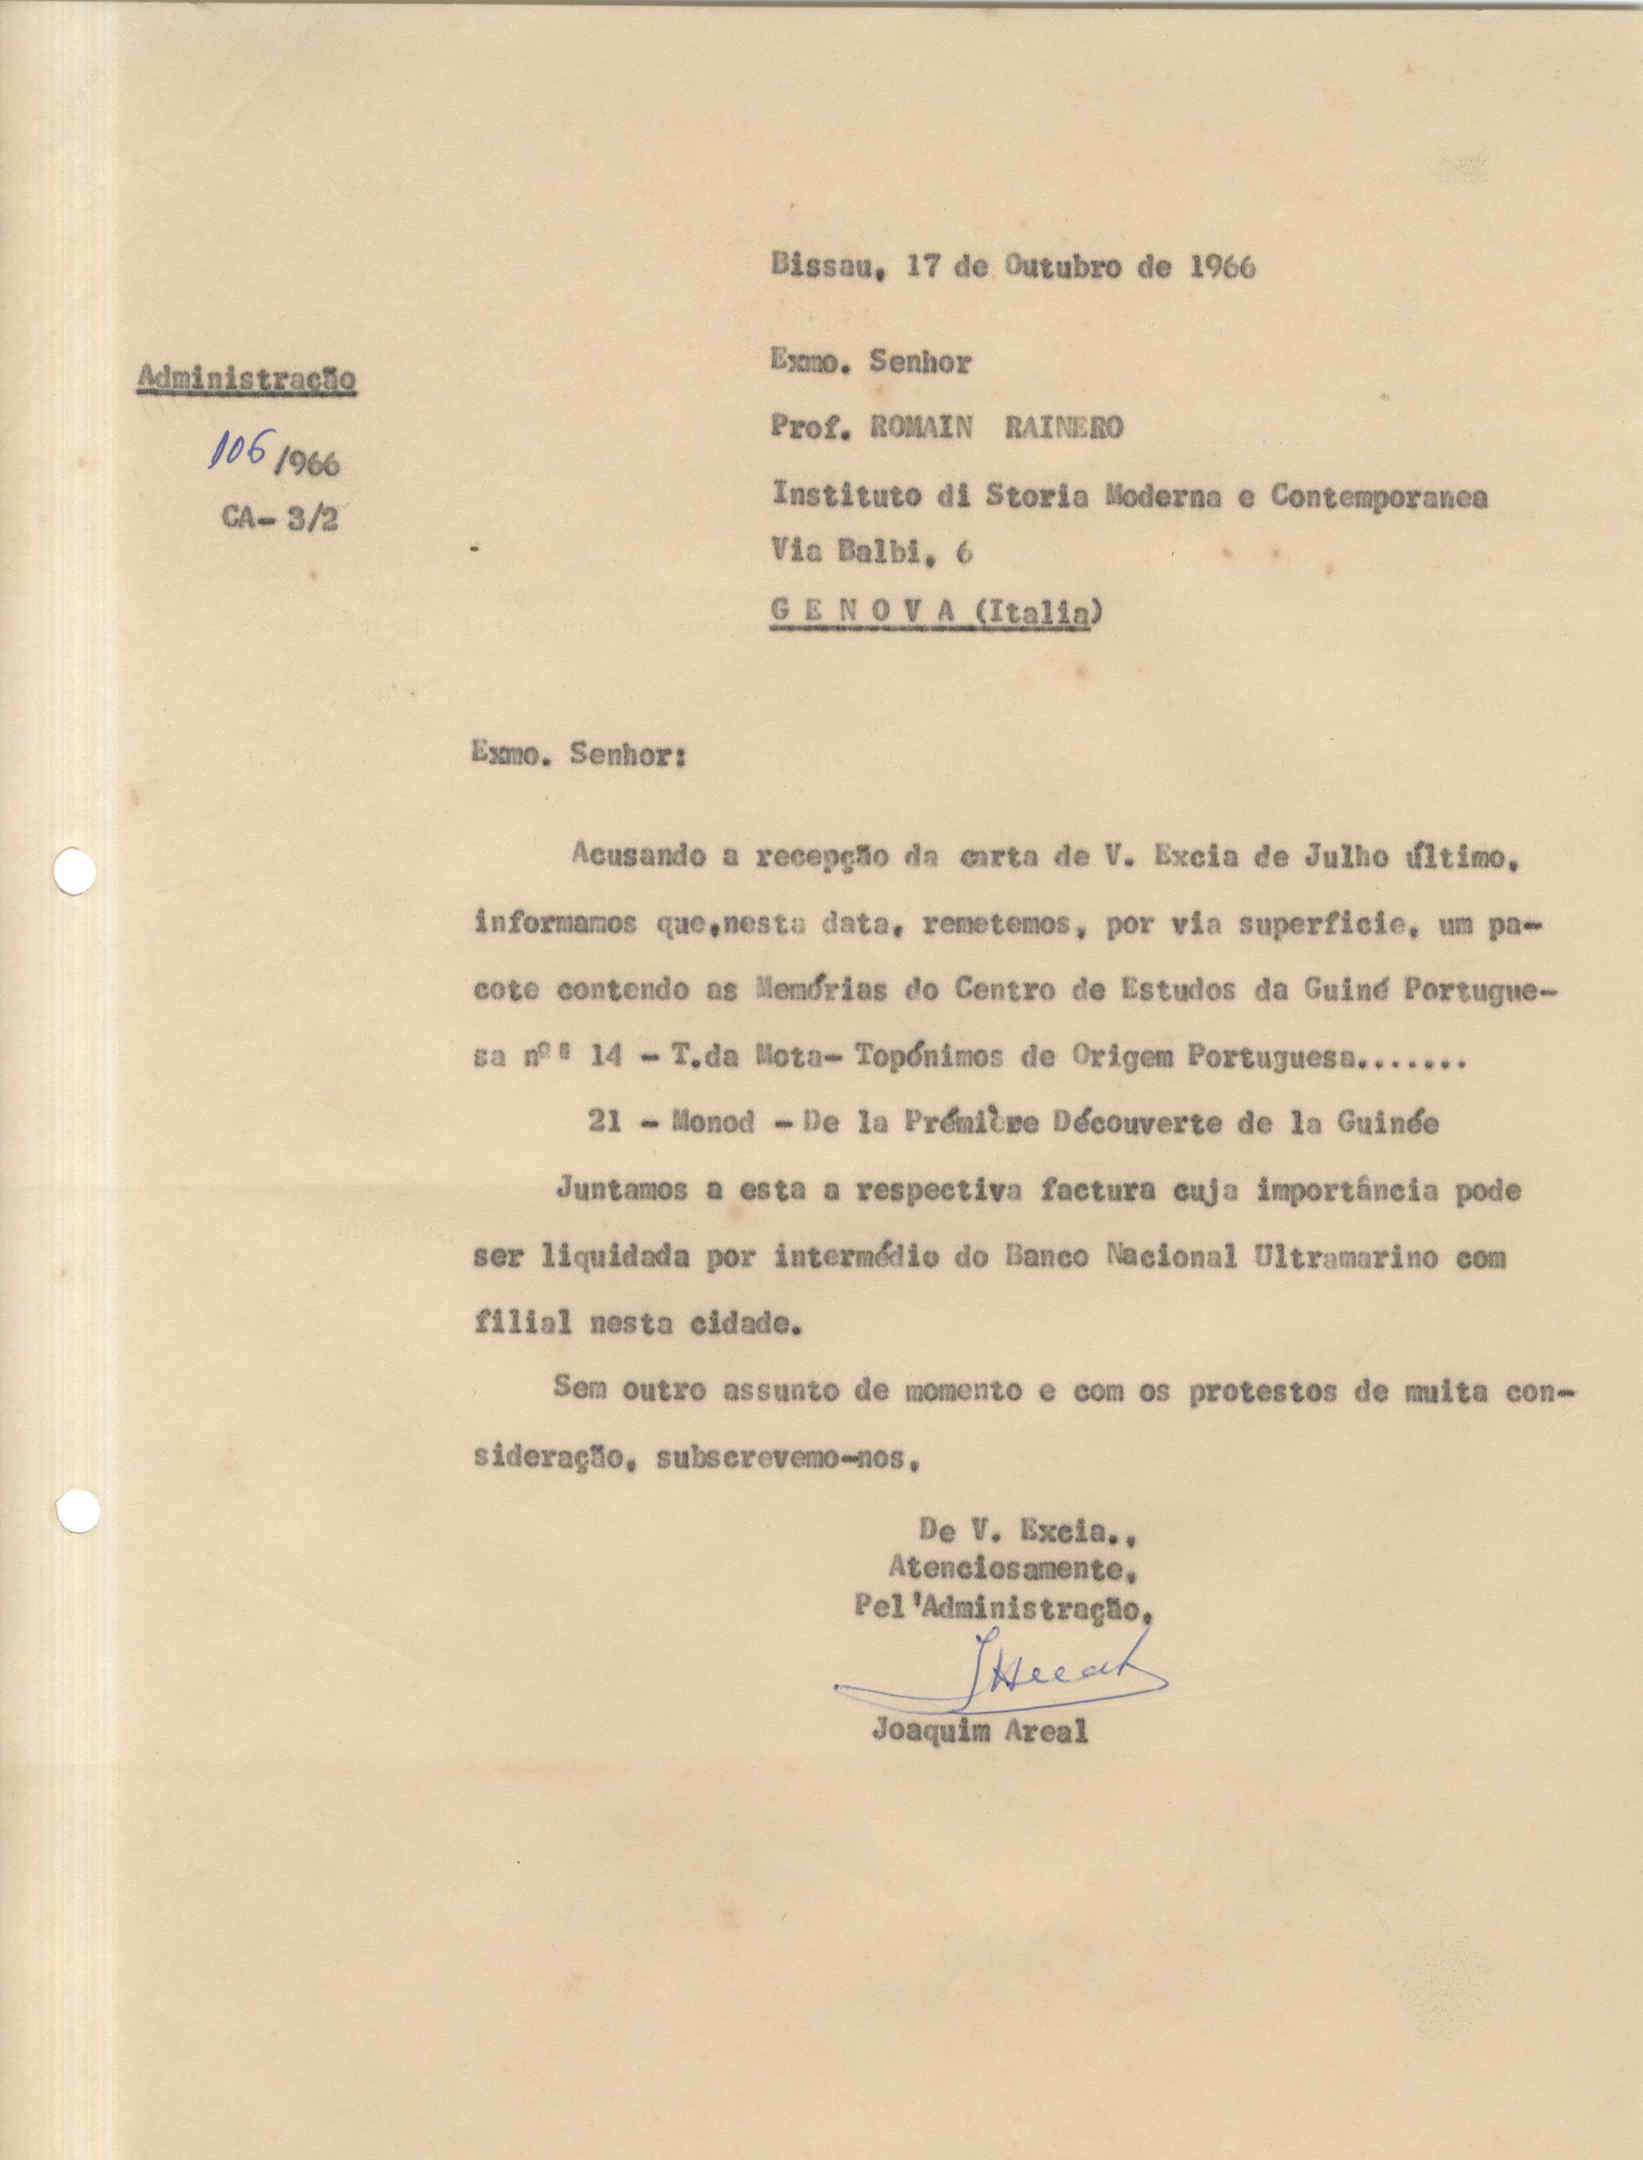 Bissau, 17 de Outubro de 1966
Administração
106/966
CA- 3/2
Exmo. Senhor
Prof. ROMAIN RAINERO
Instituto di Storia Moderna e Contemporanea
Via Balbi, 6
G E N O V A (Italia)
Exmo. Senhor:
Acusando a recepção da carta de V. Excia de Julho último,
informamos que,nesta data, remetemos, por via superficie, um pa-
cote contendo as Memórias do Centro de Estudos da Guiné Portugue-
sa nºs 14 - T.da Mota- Topónimos de Origem Portuguesa.......
21 - Monod - De la Prémière Découverte de la Guinée
Juntamos a esta a respectiva factura cuja importância pode
ser liquidada por intermédio do Banco Nacional Ultramarino com
filial nesta cidade.
Sem outro assunto de momento e com os protestos de muita con-
sideração, subscrevemo-nos,
De V. Excia.,
Atenciosamente,
Pel'Administração,
Joaquim Areal